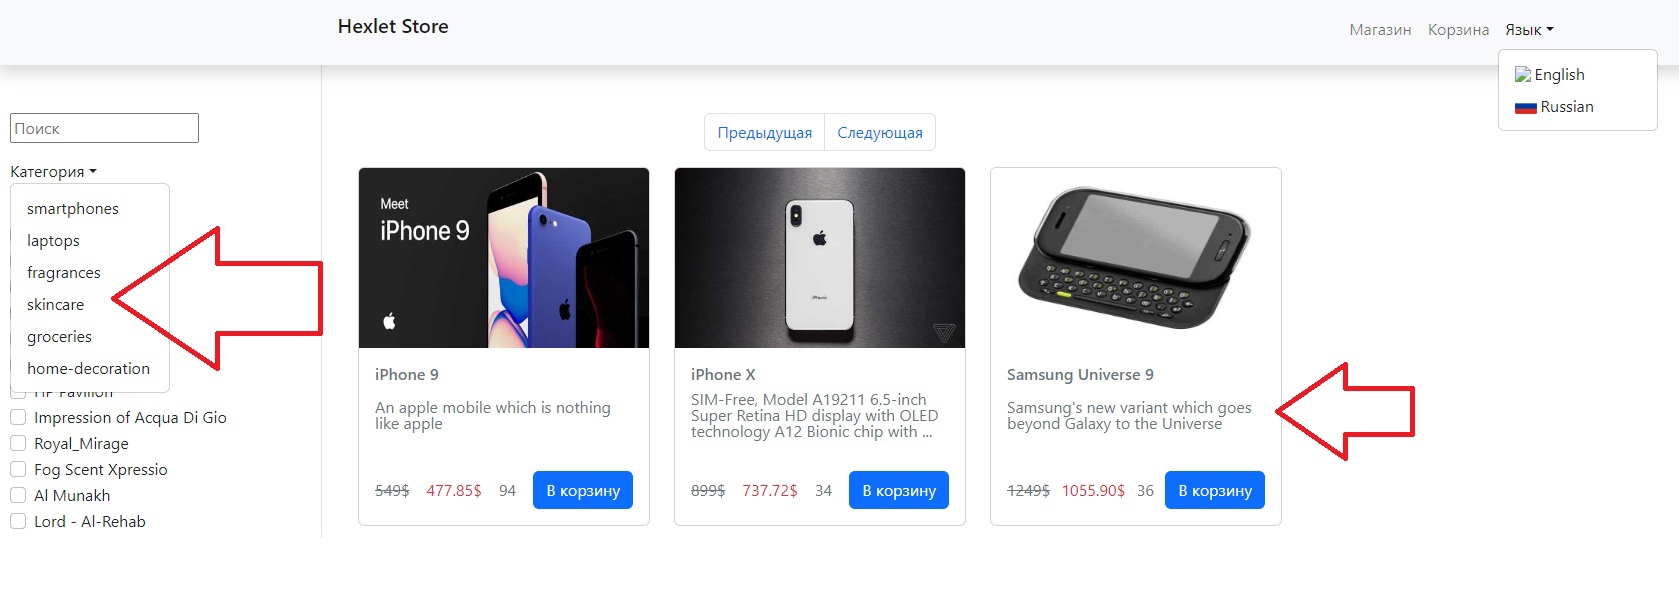 Hexlet Store
Магазин
Корзина
Язык
English
Russian
Поиск
Категория
smartphones
laptops
fragrances
skincare
groceries
home-decoration
HP Pavilion
Impression of Acqua Di Gio
Royal_Mirage
Fog Scent Xpressio
Al Munakh
Lord - Al-Rehab
Предыдущая
Следующая
Meet
iPhone 9
iPhone 9
An apple mobile which is nothing
like apple
549$ 477.85$ 94 В корзину
iPhone
iPhone X
SIM-Free, Model A19211 6.5-inch
Super Retina HD display with OLED
technology A12 Bionic chip with ...
899$ 737.72$ 34 В корзину
Samsung Universe 9
Samsung's new variant which goes
beyond Galaxy to the Universe
1249$ 1055.90$ 36 В корзину